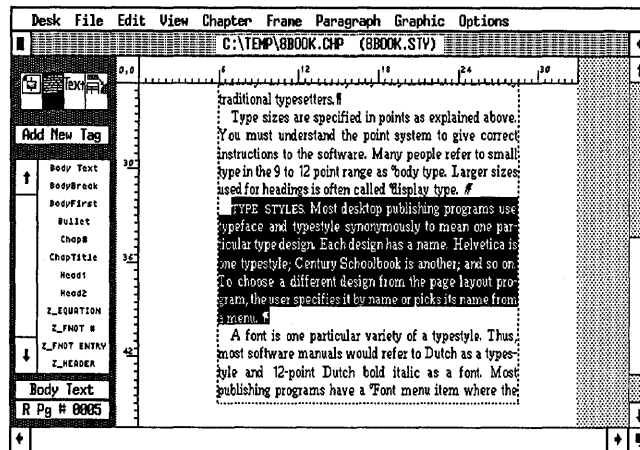 Desk File Edit View Chapter Frame Paragraph Graphic Options
C:\TEMP\8BOOK.CHP (8BOOK.STY)
0,0
6 12 18 24 30
Text
Add New Tag
Body Text
BodyBreak
BodyFirst
Bullet
Chap#
ChapTitle
Head1
Head2
Z_EQUATION
Z_FNOT #
Z_FNOT ENTRY
Z_HEADER
Body Text
R Pg # 0005
30
36
42
traditional typesetters.¶
Type sizes are specified in points as explained above.
You must understand the point system to give correct
instructions to the software. Many people refer to small
type in the 9 to 12 point range as "body type. Larger sizes
used for headings is often called "display type. ¶
TYPE STYLES. Most desktop publishing programs use
typeface and typestyle synonymously to mean one par-
ticular type design. Each design has a name. Helvetica is
one typestyle; Century Schoolbook is another; and so on.
To choose a different design from the page layout pro-
gram, the user specifies it by name or picks its name from
a menu. ¶
A font is one particular variety of a typestyle. Thus,
most software manuals would refer to Dutch as a types-
tyle and 12-point Dutch bold italic as a font. Most
publishing programs have a "Font menu item where the